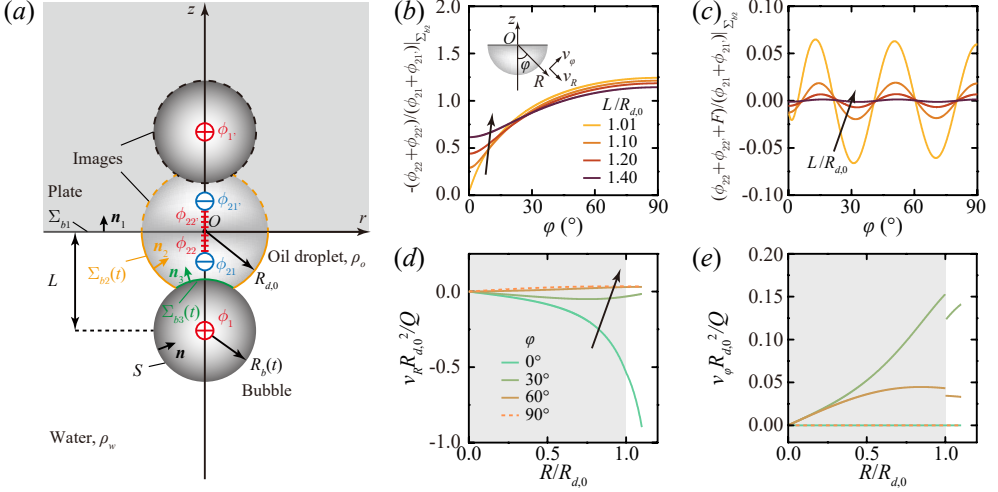 (a)
z
ϕ1'
Images
Plate
Σb1
n1
ϕ21'
r
ϕ22'
O
ϕ22
n2
Oil droplet, ρo
ϕ21
Σb2(t)
n3
Rd,0
L
Σb3(t)
ϕ1
S
n
Rb(t)
Bubble
Water, ρw
(b)
-(ϕ22+ϕ22')/(ϕ21+ϕ21')|Σb2
2.0
1.5
1.0
0.5
0.0
z
O
φ
R
vφ
vR
L/Rd,0
1.01
1.10
1.20
1.40
0 30 60 90
φ (°)
(c)
(ϕ22+ϕ22'+F)/(ϕ21+ϕ21')|Σb2
0.10
0.05
0.00
-0.05
-0.10
L/Rd,0
0 30 60 90
φ (°)
(d)
vRRd,0²/Q
0.0
-0.5
-1.0
φ
0°
30°
60°
90°
0.0 0.5 1.0
R/Rd,0
(e)
vφRd,0²/Q
0.20
0.15
0.10
0.05
0.00
0.0 0.5 1.0
R/Rd,0